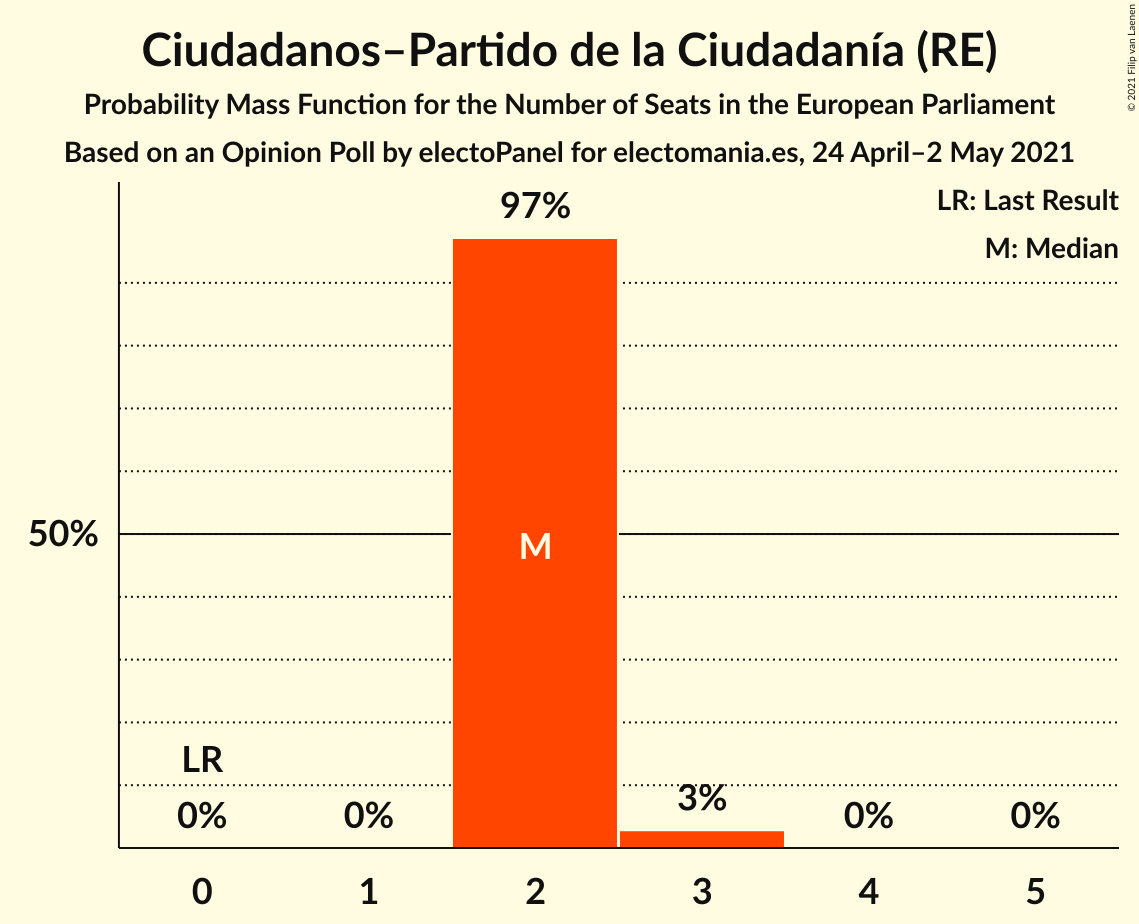 Ciudadanos–Partido de la Ciudadanía (RE)
Probability Mass Function for the Number of Seats in the European Parliament
Based on an Opinion Poll by electoPanel for electomania.es, 24 April–2 May 2021
© 2021 Filip van Laenen
LR: Last Result
M: Median
97%
50%
M
LR
0%
0%
3%
0%
0%
0
1
2
3
4
5